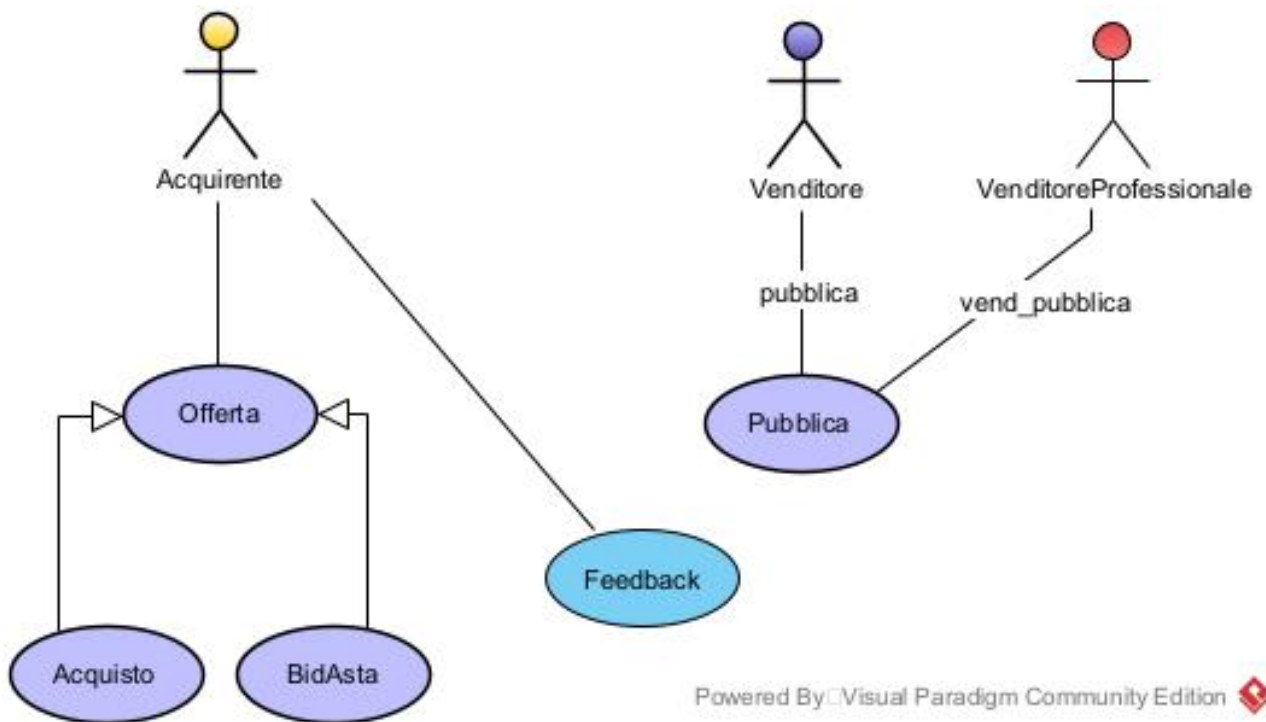 Acquirente
Venditore
VenditoreProfessionale
pubblica
vend_pubblica
Offerta
Pubblica
Feedback
Acquisto
BidAsta
Powered By Visual Paradigm Community Edition